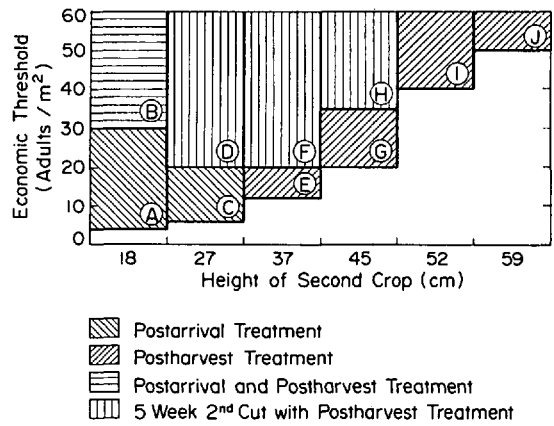 Economic Threshold
(Adults/m²)
60
50
40
30
20
10
0
A
B
C
D
E
F
G
H
I
J
18 27 37 45 52 59
Height of Second Crop (cm)
Postarrival Treatment
Postharvest Treatment
Postarrival and Postharvest Treatment
5 Week 2nd Cut with Postharvest Treatment